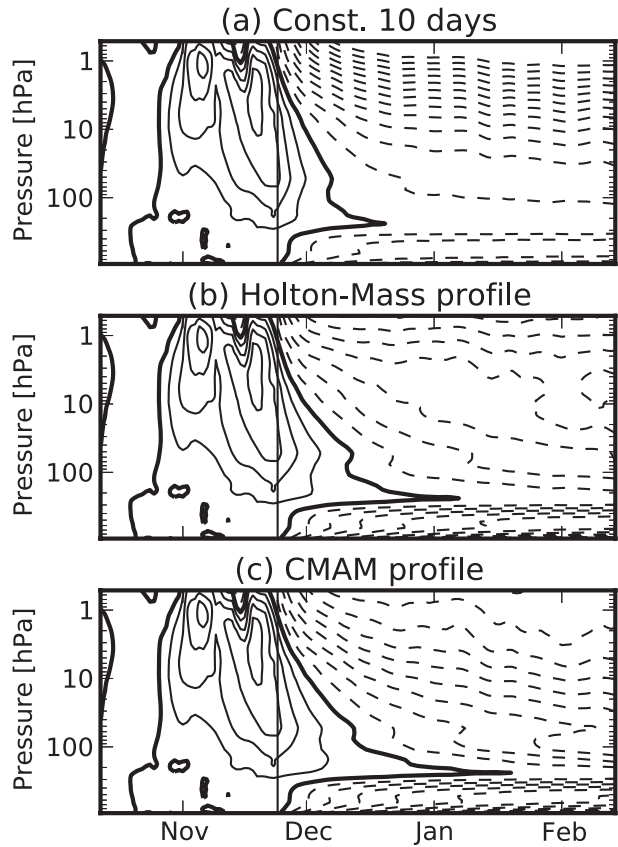 (a) Const. 10 days
Pressure [hPa]
1
10
100
(b) Holton-Mass profile
Pressure [hPa]
1
10
100
(c) CMAM profile
Pressure [hPa]
1
10
100
Nov Dec Jan Feb